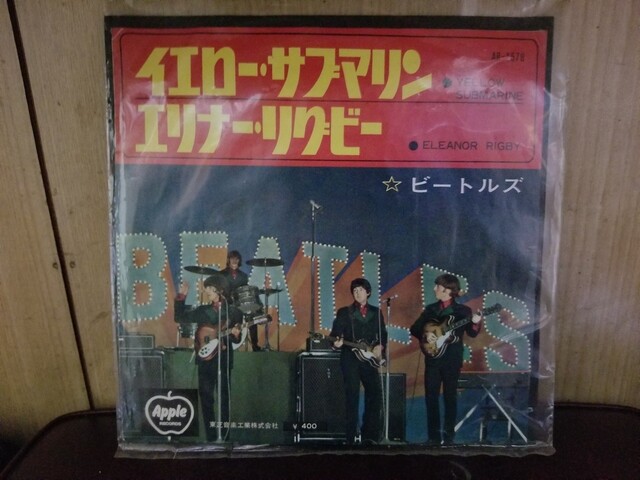 AR-1578
イエロー・サブマリン
● YELLOW
SUBMARINE
エリナー・リグビー
● ELEANOR RIGBY
☆ ビートルズ
BEATLES
Apple
RECORDS
東芝音楽工業株式会社 ¥ 400